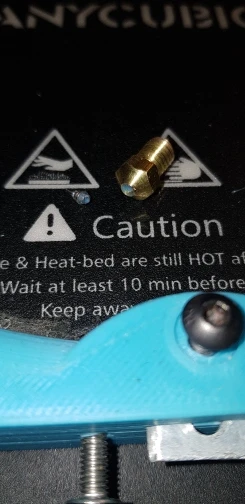 ANYCUBIC
Caution
e & Heat-bed are still HOT af
Wait at least 10 min before
Keep awa